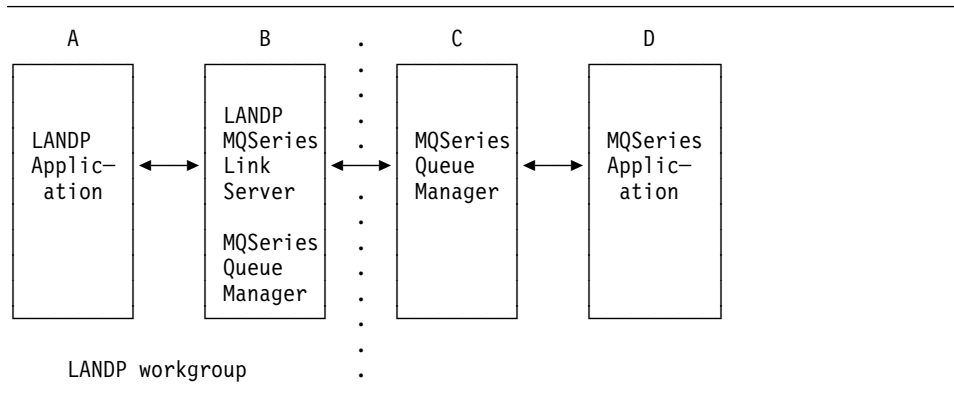 A B C D
LANDP
Applic—
ation
LANDP
MQSeries
Link
Server
MQSeries
Queue
Manager
MQSeries
Queue
Manager
MQSeries
Applic—
ation
LANDP workgroup